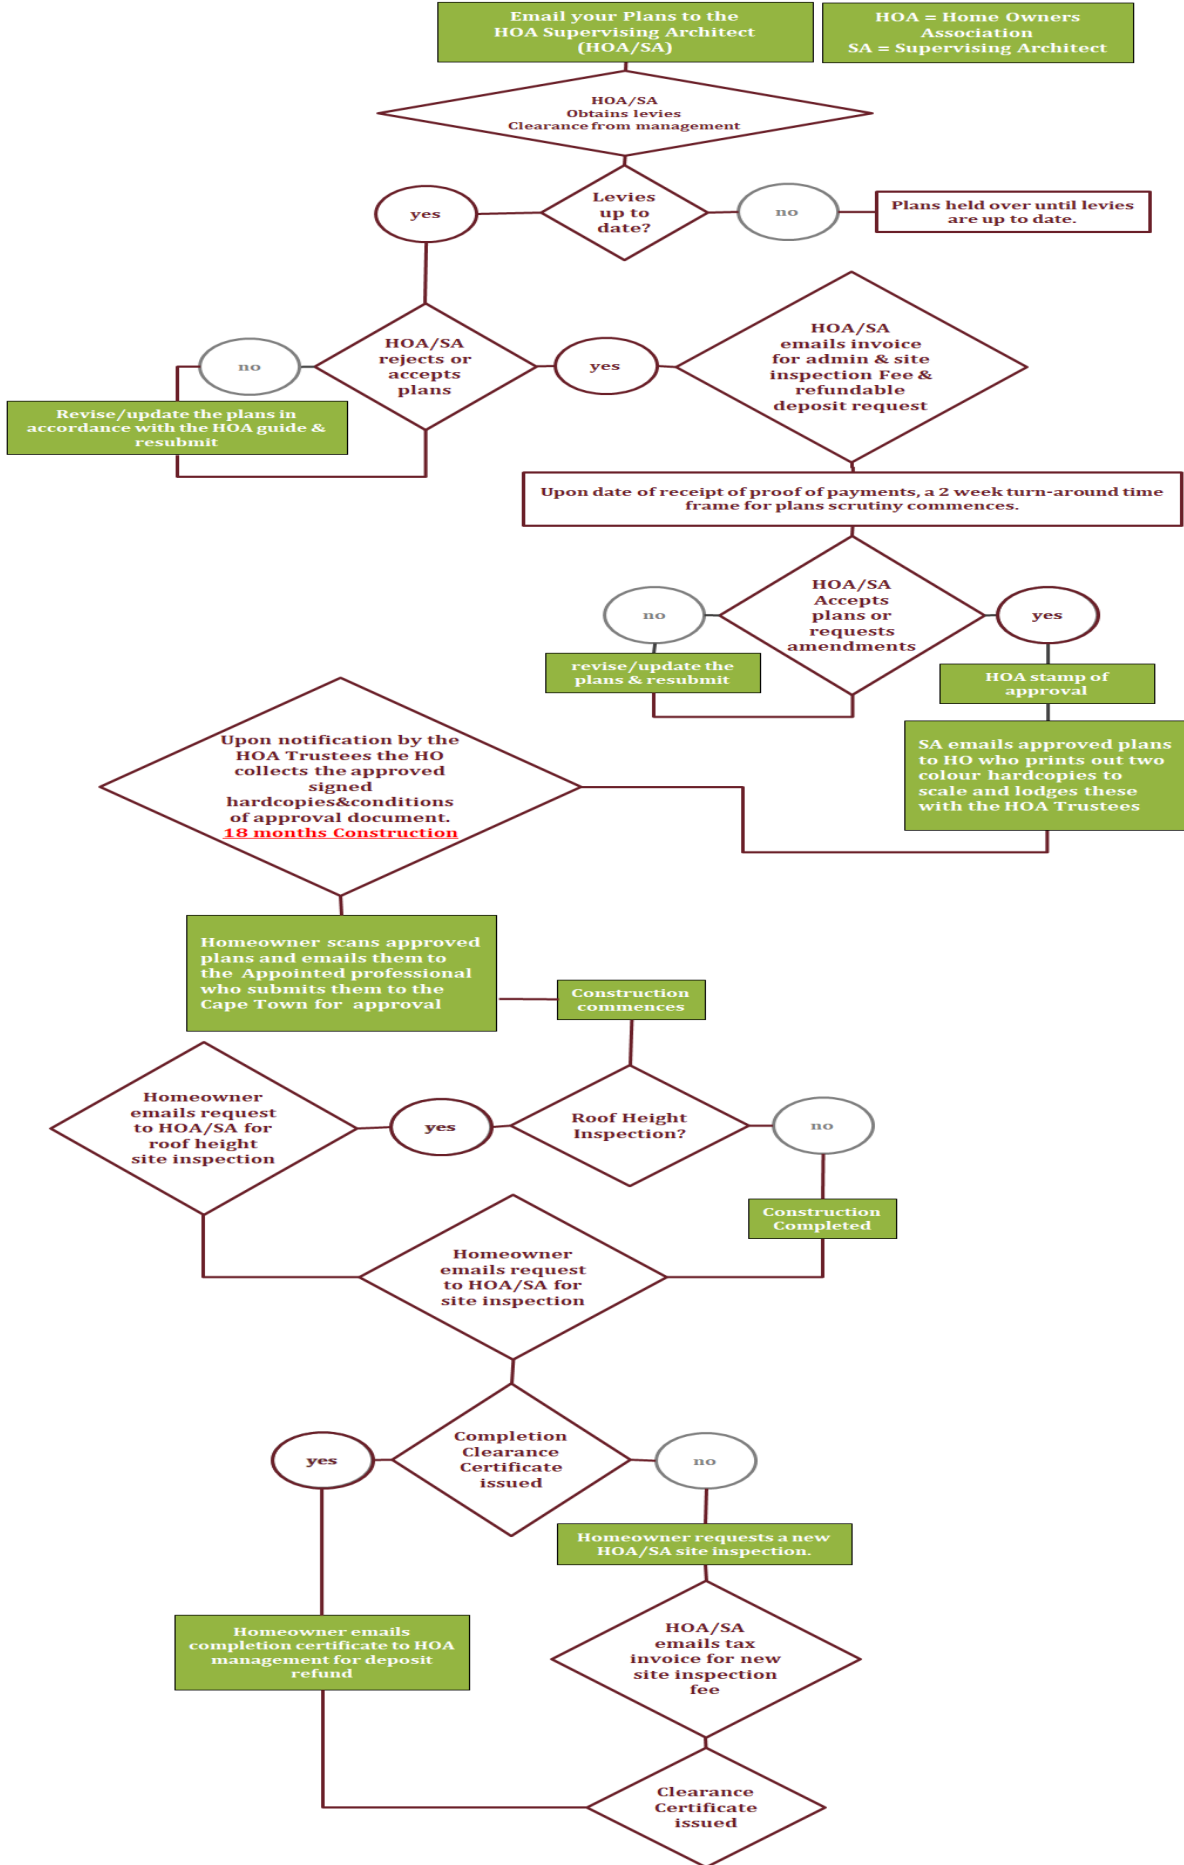 Email your Plans to the
HOA Supervising Architect
(HOA/SA)
HOA = Home Owners
Association
SA = Supervising Architect
HOA/SA
Obtains levies
Clearance from management
Levies
up to
date?
yes
no
Plans held over until levies
are up to date.
HOA/SA
rejects or
accepts
plans
no
yes
HOA/SA
emails invoice
for admin & site
inspection Fee &
refundable
deposit request
Revise/update the plans in
accordance with the HOA guide &
resubmit
Upon date of receipt of proof of payments, a 2 week turn-around time
frame for plans scrutiny commences.
HOA/SA
Accepts
plans or
requests
amendments
no
yes
revise/update the
plans & resubmit
HOA stamp of
approval
SA emails approved plans
to HO who prints out two
colour hardcopies to
scale and lodges these
with the HOA Trustees
Upon notification by the
HOA Trustees the HO
collects the approved
signed
hardcopies&conditions
of approval document.
18 months Construction
Homeowner scans approved
plans and emails them to
the Appointed professional
who submits them to the
Cape Town for approval
Construction
commences
Roof Height
Inspection?
yes
no
Homeowner
emails request
to HOA/SA for
roof height
site inspection
Construction
Completed
Homeowner
emails request
to HOA/SA for
site inspection
Completion
Clearance
Certificate
issued
yes
no
Homeowner requests a new
HOA/SA site inspection.
Homeowner emails
completion certificate to HOA
management for deposit
refund
HOA/SA
emails tax
invoice for new
site inspection
fee
Clearance
Certificate
issued